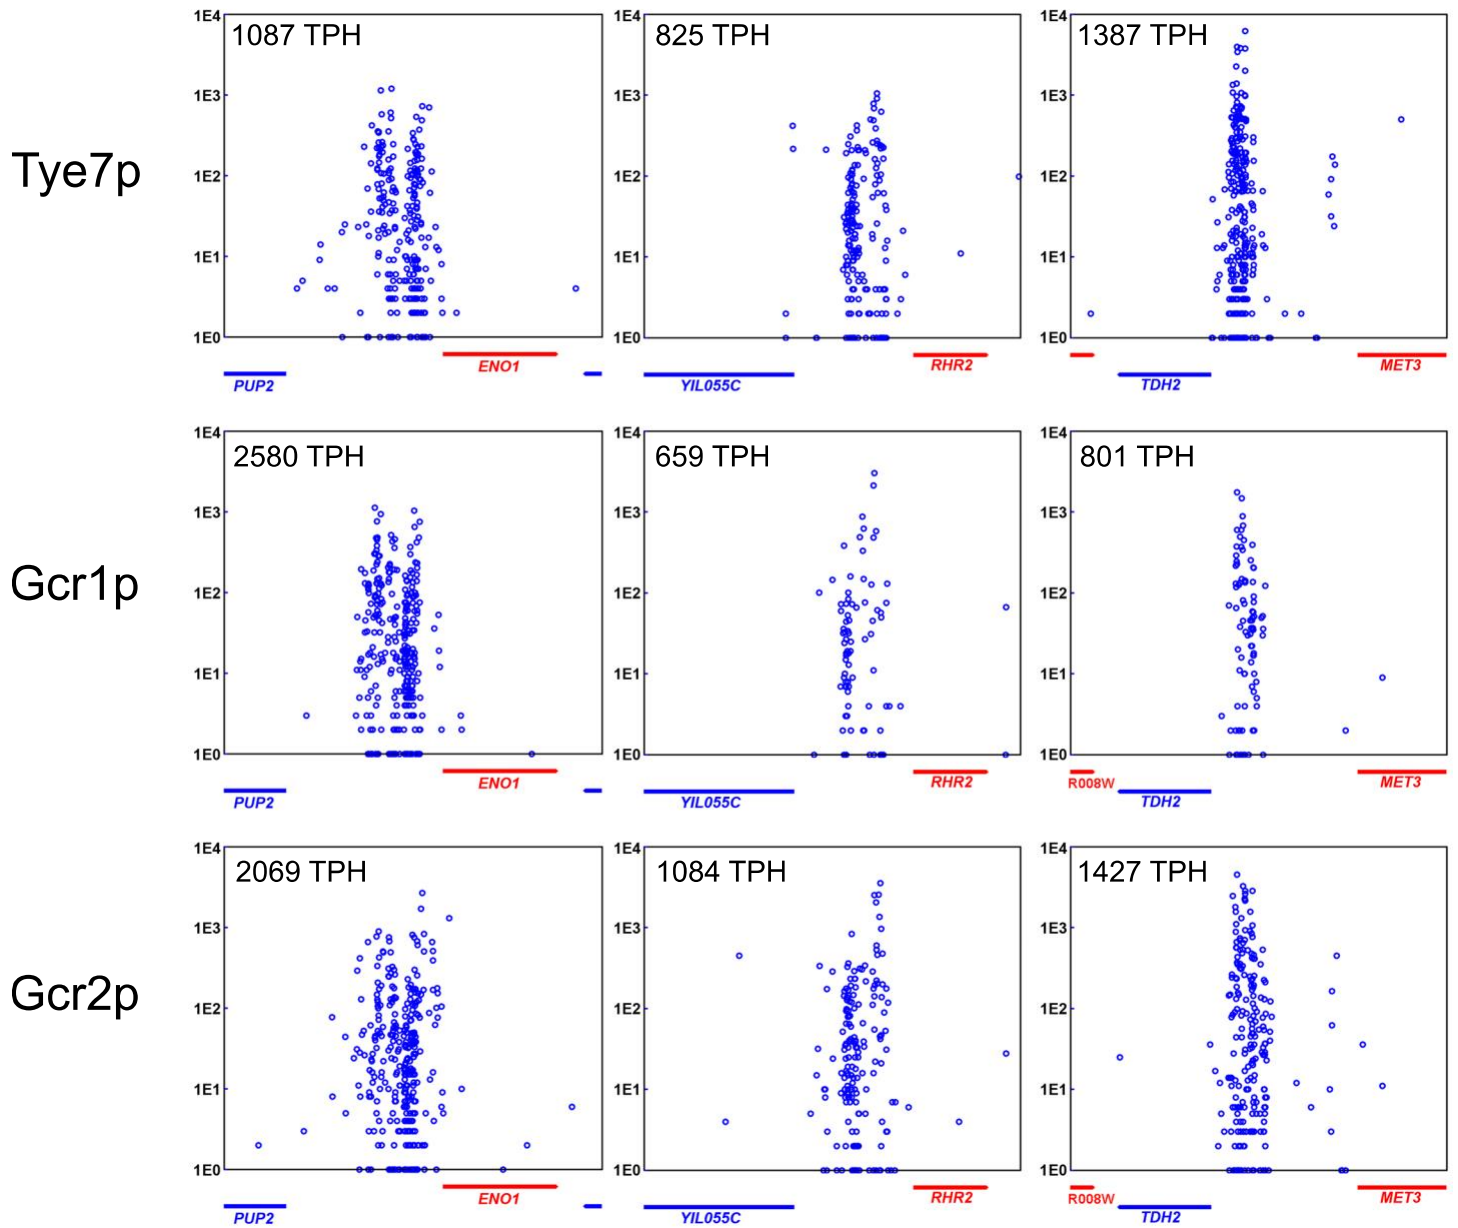 1E4 1E4 1E4
1087 TPH 825 TPH 1387 TPH
1E3 1E3 1E3
Tye7p
1E2 1E2 1E2
1E1 1E1 1E1
1E0 1E0 1E0
ENO1 RHR2 MET3
PUP2 YIL055C TDH2
1E4 1E4 1E4
2580 TPH 659 TPH 801 TPH
1E3 1E3 1E3
Gcr1p
1E2 1E2 1E2
1E1 1E1 1E1
1E0 1E0 1E0
ENO1 RHR2 R008W MET3
PUP2 YIL055C TDH2
1E4 1E4 1E4
2069 TPH 1084 TPH 1427 TPH
1E3 1E3 1E3
Gcr2p
1E2 1E2 1E2
1E1 1E1 1E1
1E0 1E0 1E0
ENO1 RHR2 R008W MET3
PUP2 YIL055C TDH2